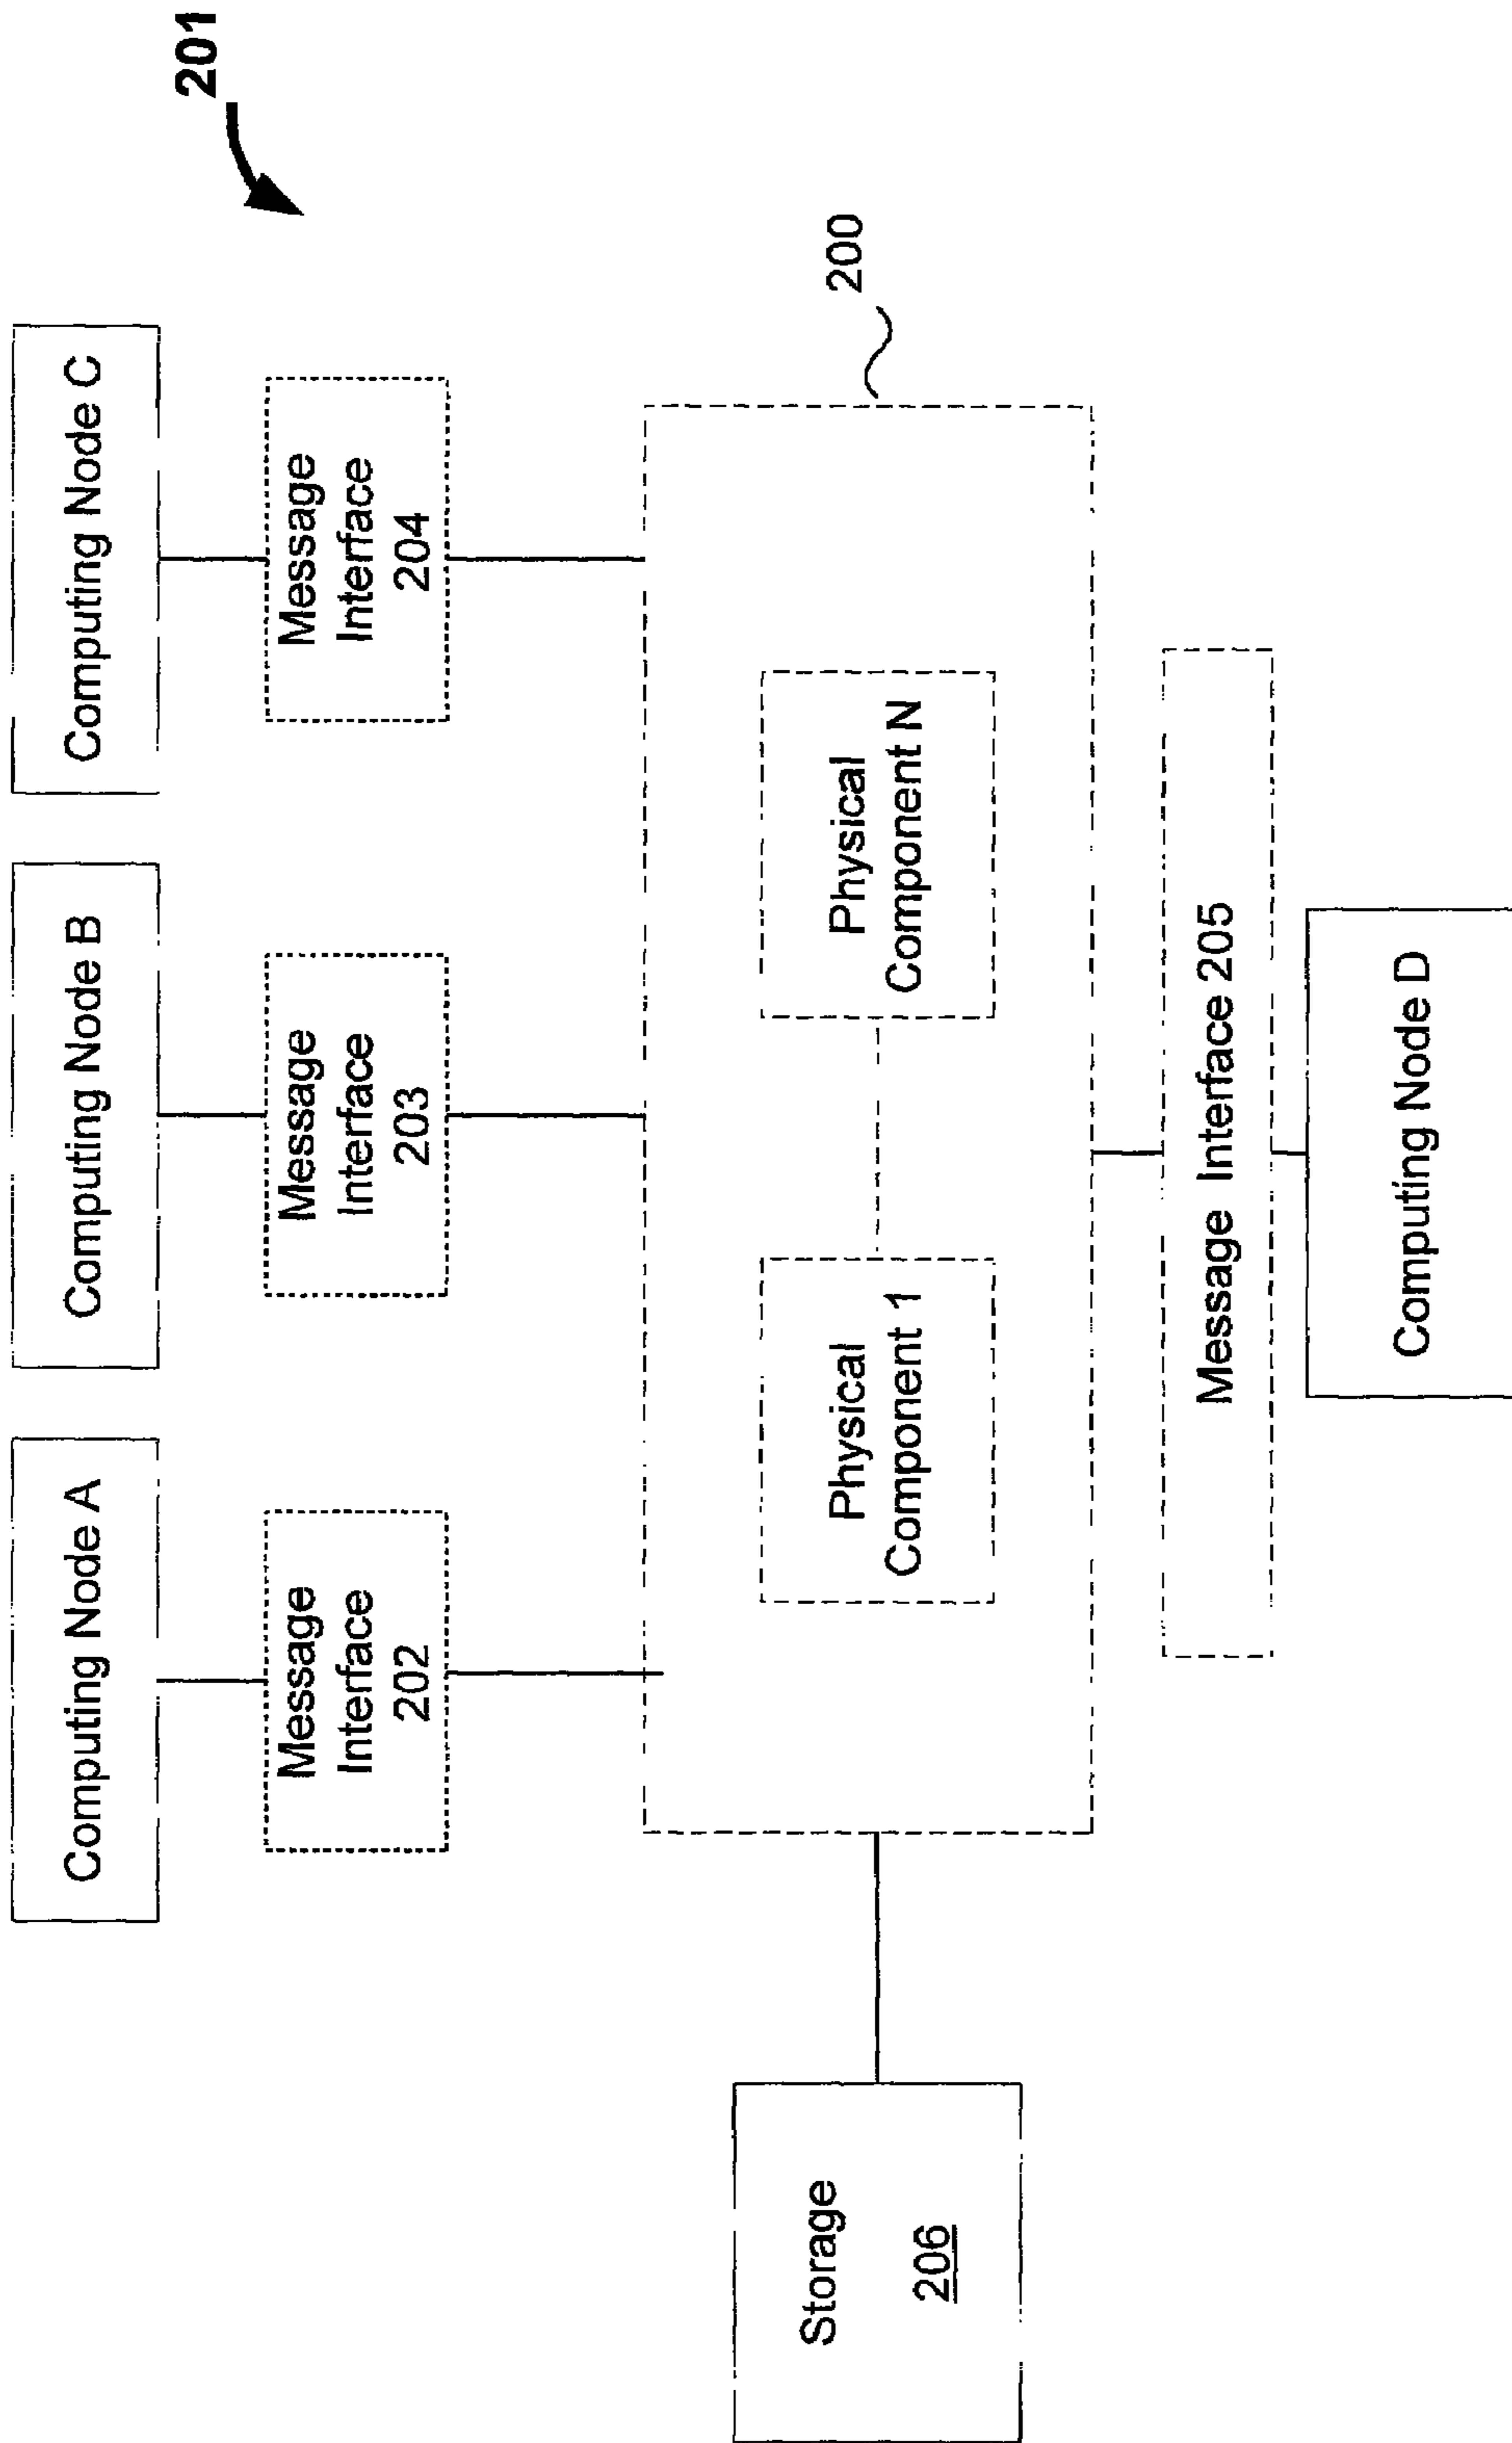 201
Computing Node A
Computing Node B
Computing Node C
Message
Interface
202
Message
Interface
203
Message
Interface
204
200
Physical
Component 1
Physical
Component N
Storage
206
Message Interface 205
Computing Node D